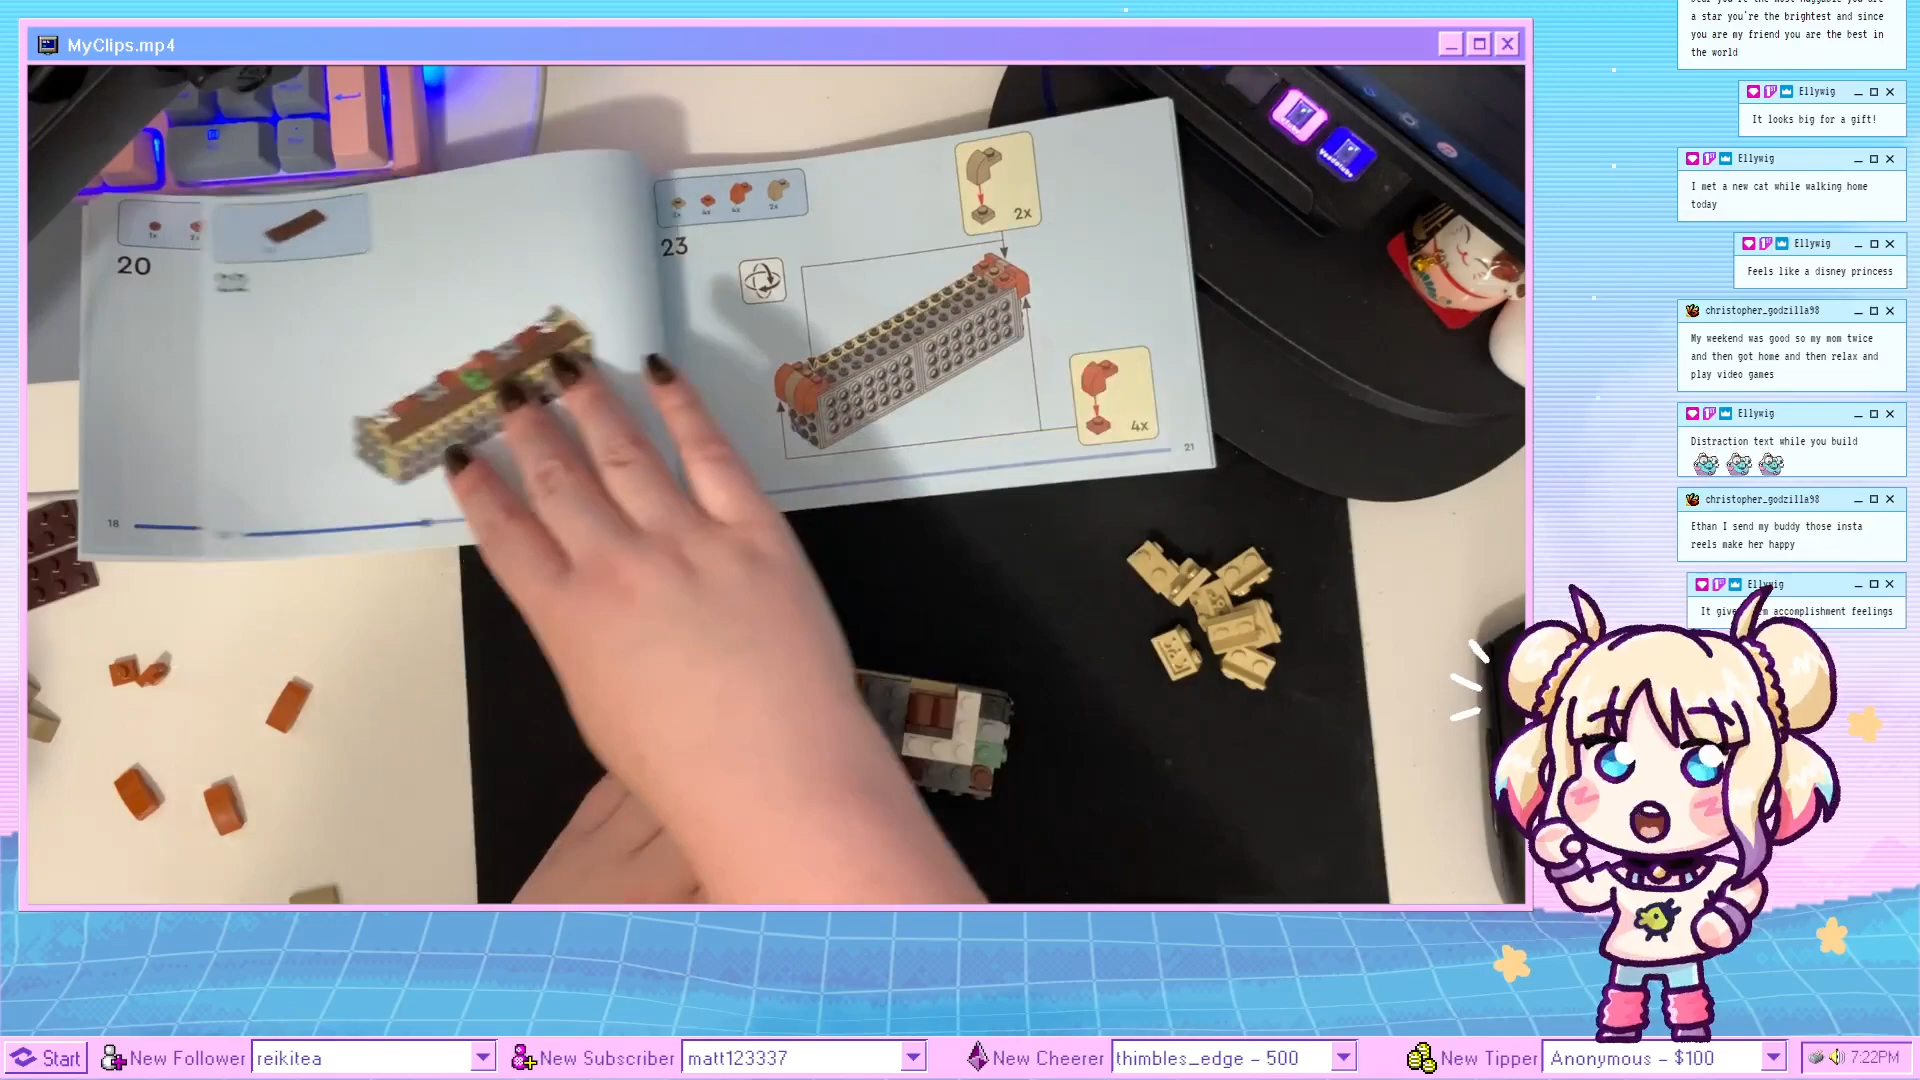 MyClips.mp4
20
23
2x
4x
4x
2x
2x
4x
18
21
a star you're the brightest and since
you are my friend you are the best in
the world
Ellywig
It looks big for a gift!
Ellywig
I met a new cat while walking home
today
Ellywig
Feels like a disney princess
christopher_godzilla98
My weekend was good so my mom twice
and then got home and then relax and
play video games
Ellywig
Distraction text while you build
christopher_godzilla98
Ethan I send my buddy those insta
reels make her happy
Ellywig
accomplishment feelings
Start
New Follower
reikitea
New Subscriber
matt123337
New Cheerer
thimbles_edge - 500
New Tipper
Anonymous - $100
7:22PM